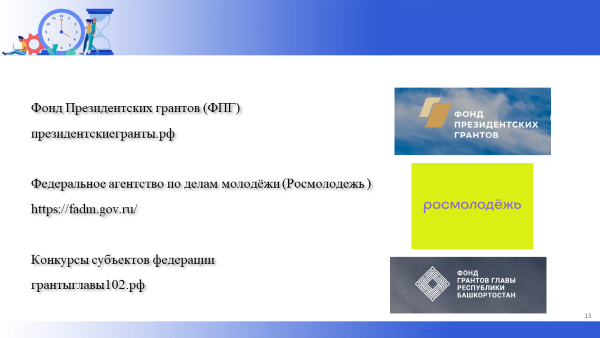 Фонд Президентских грантов (ФПГ)
президентскиегранты.рф
ФОНД
ПРЕЗИДЕНТСКИХ
ГРАНТОВ
Федеральное агентство по делам молодёжи (Росмолодежь )
https://fadm.gov.ru/
росмолодёжь
Конкурсы субъектов федерации
грантыглавы102.рф
ФОНД
ГРАНТОВ ГЛАВЫ
РЕСПУБЛИКИ
БАШКОРТОСТАН
13